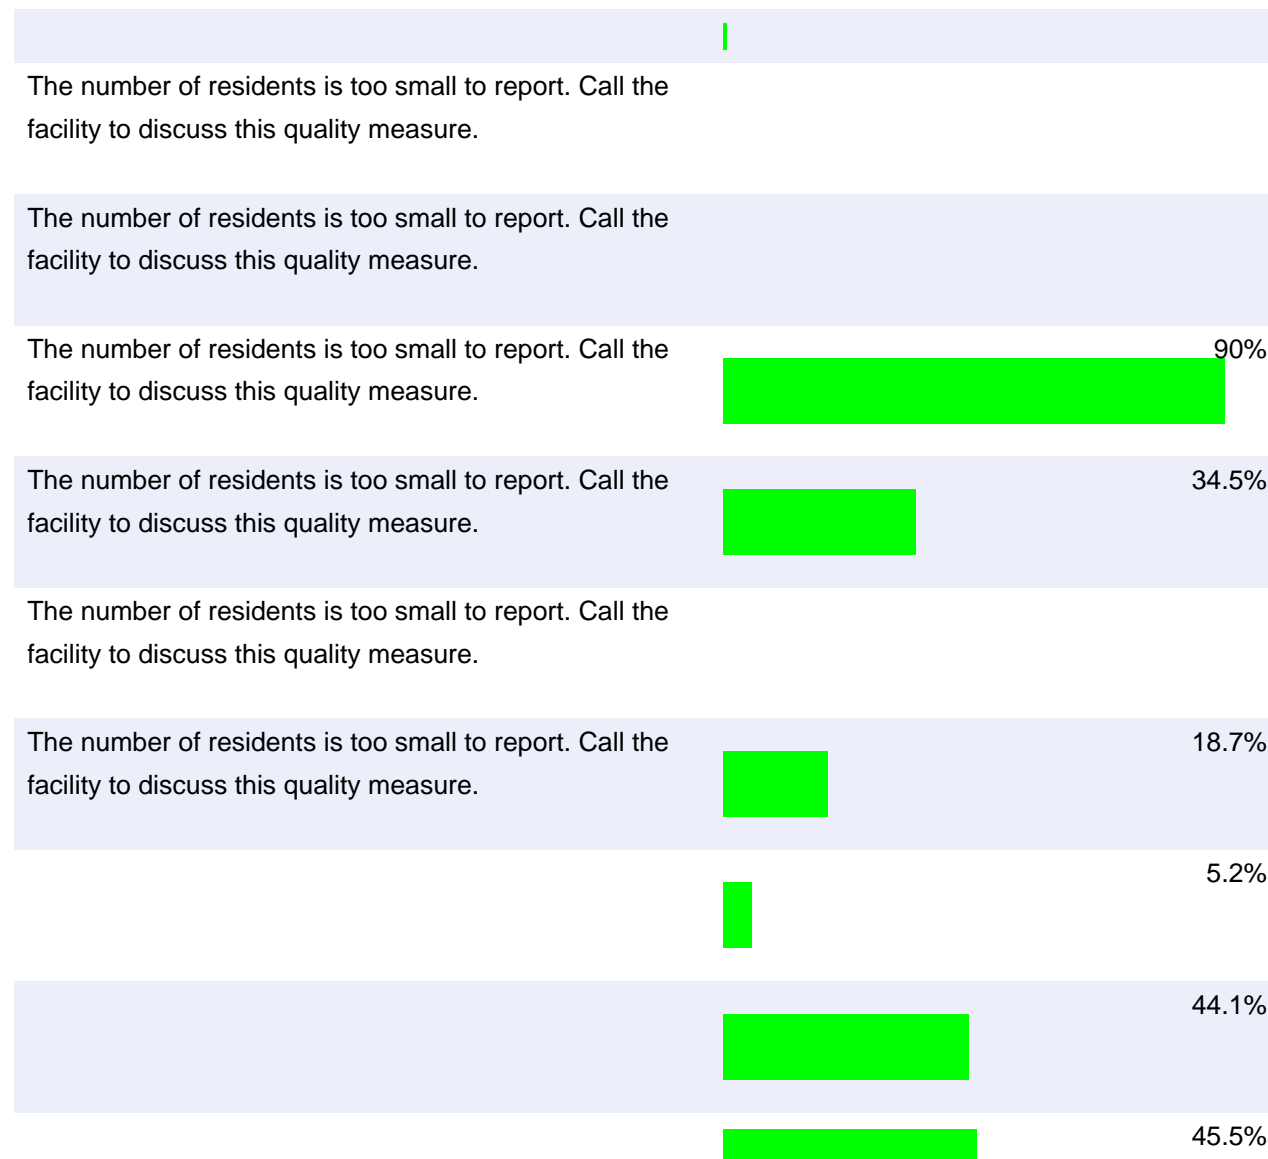 The number of residents is too small to report. Call the
facility to discuss this quality measure.
The number of residents is too small to report. Call the
facility to discuss this quality measure.
The number of residents is too small to report. Call the
facility to discuss this quality measure.
90%
The number of residents is too small to report. Call the
facility to discuss this quality measure.
34.5%
The number of residents is too small to report. Call the
facility to discuss this quality measure.
The number of residents is too small to report. Call the
facility to discuss this quality measure.
18.7%
5.2%
44.1%
45.5%